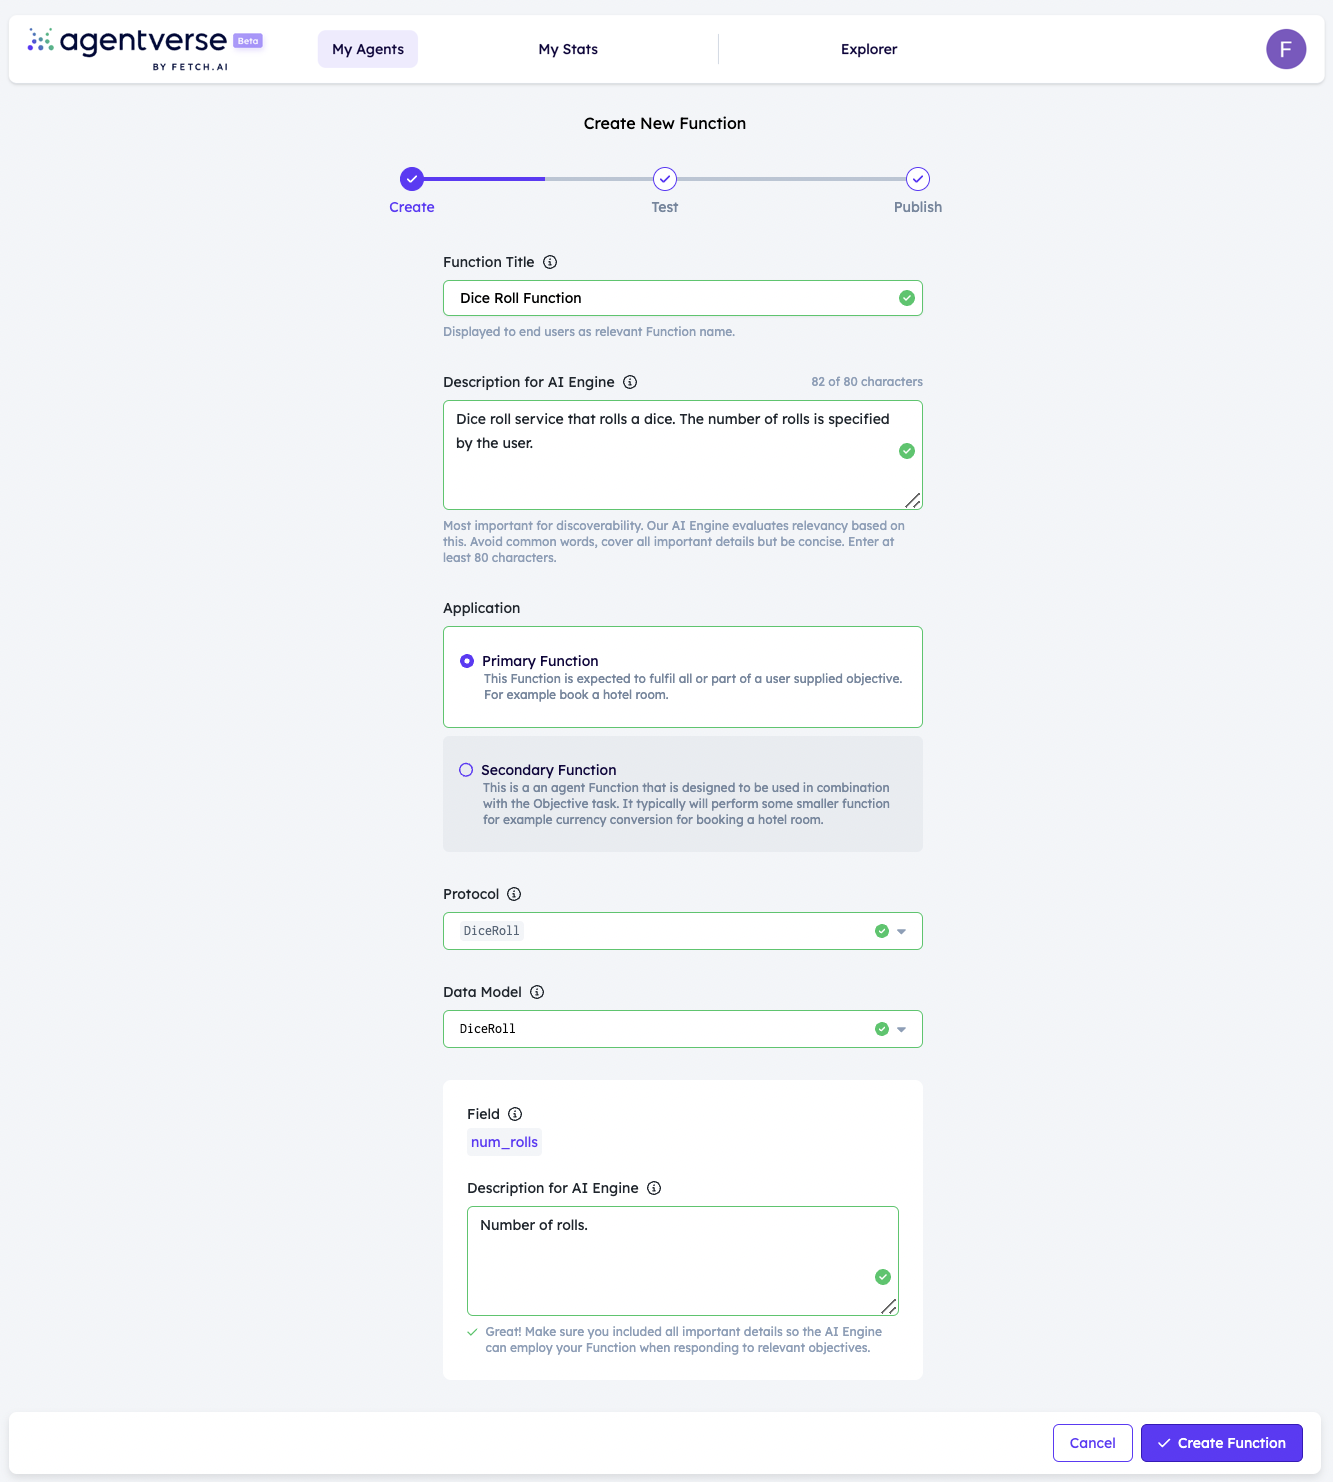 agentverse Beta
BY FETCH.AI
My Agents
My Stats
Explorer
F
Create New Function
Create
Test
Publish
Function Title
Dice Roll Function
Displayed to end users as relevant Function name.
Description for AI Engine
82 of 80 characters
Dice roll service that rolls a dice. The number of rolls is specified
by the user.
Most important for discoverability. Our AI Engine evaluates relevancy based on
this. Avoid common words, cover all important details but be concise. Enter at
least 80 characters.
Application
Primary Function
This Function is expected to fulfil all or part of a user supplied objective.
For example book a hotel room.
Secondary Function
This is a an agent Function that is designed to be used in combination
with the Objective task. It typically will perform some smaller function
for example currency conversion for booking a hotel room.
Protocol
DiceRoll
Data Model
DiceRoll
Field
num_rolls
Description for AI Engine
Number of rolls.
Great! Make sure you included all important details so the AI Engine
can employ your Function when responding to relevant objectives.
Cancel
Create Function